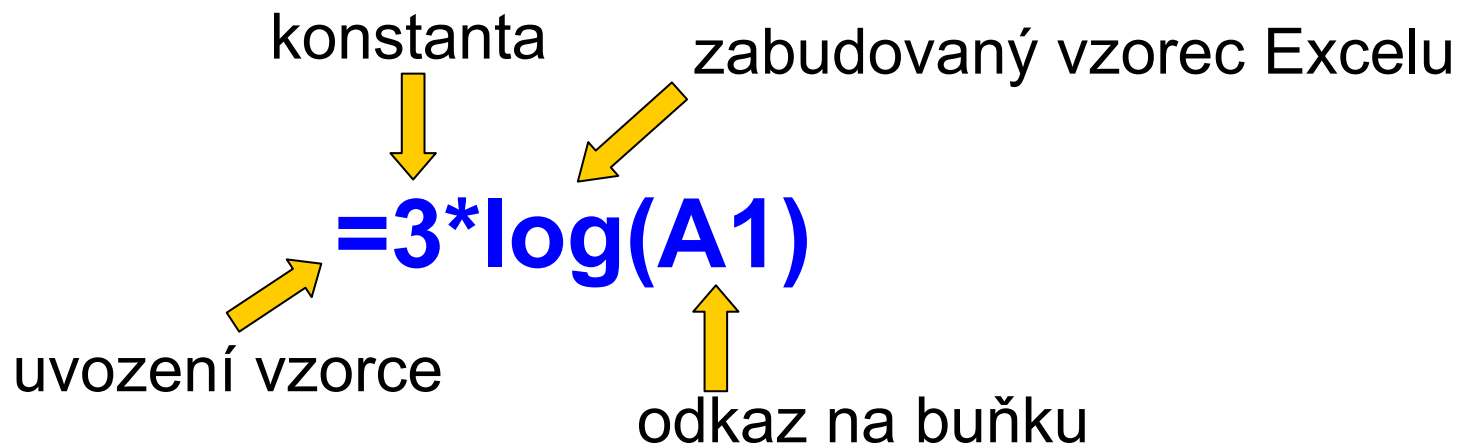 konstanta
zabudovaný vzorec Excelu
=3*log(A1)
uvození vzorce
odkaz na buňku